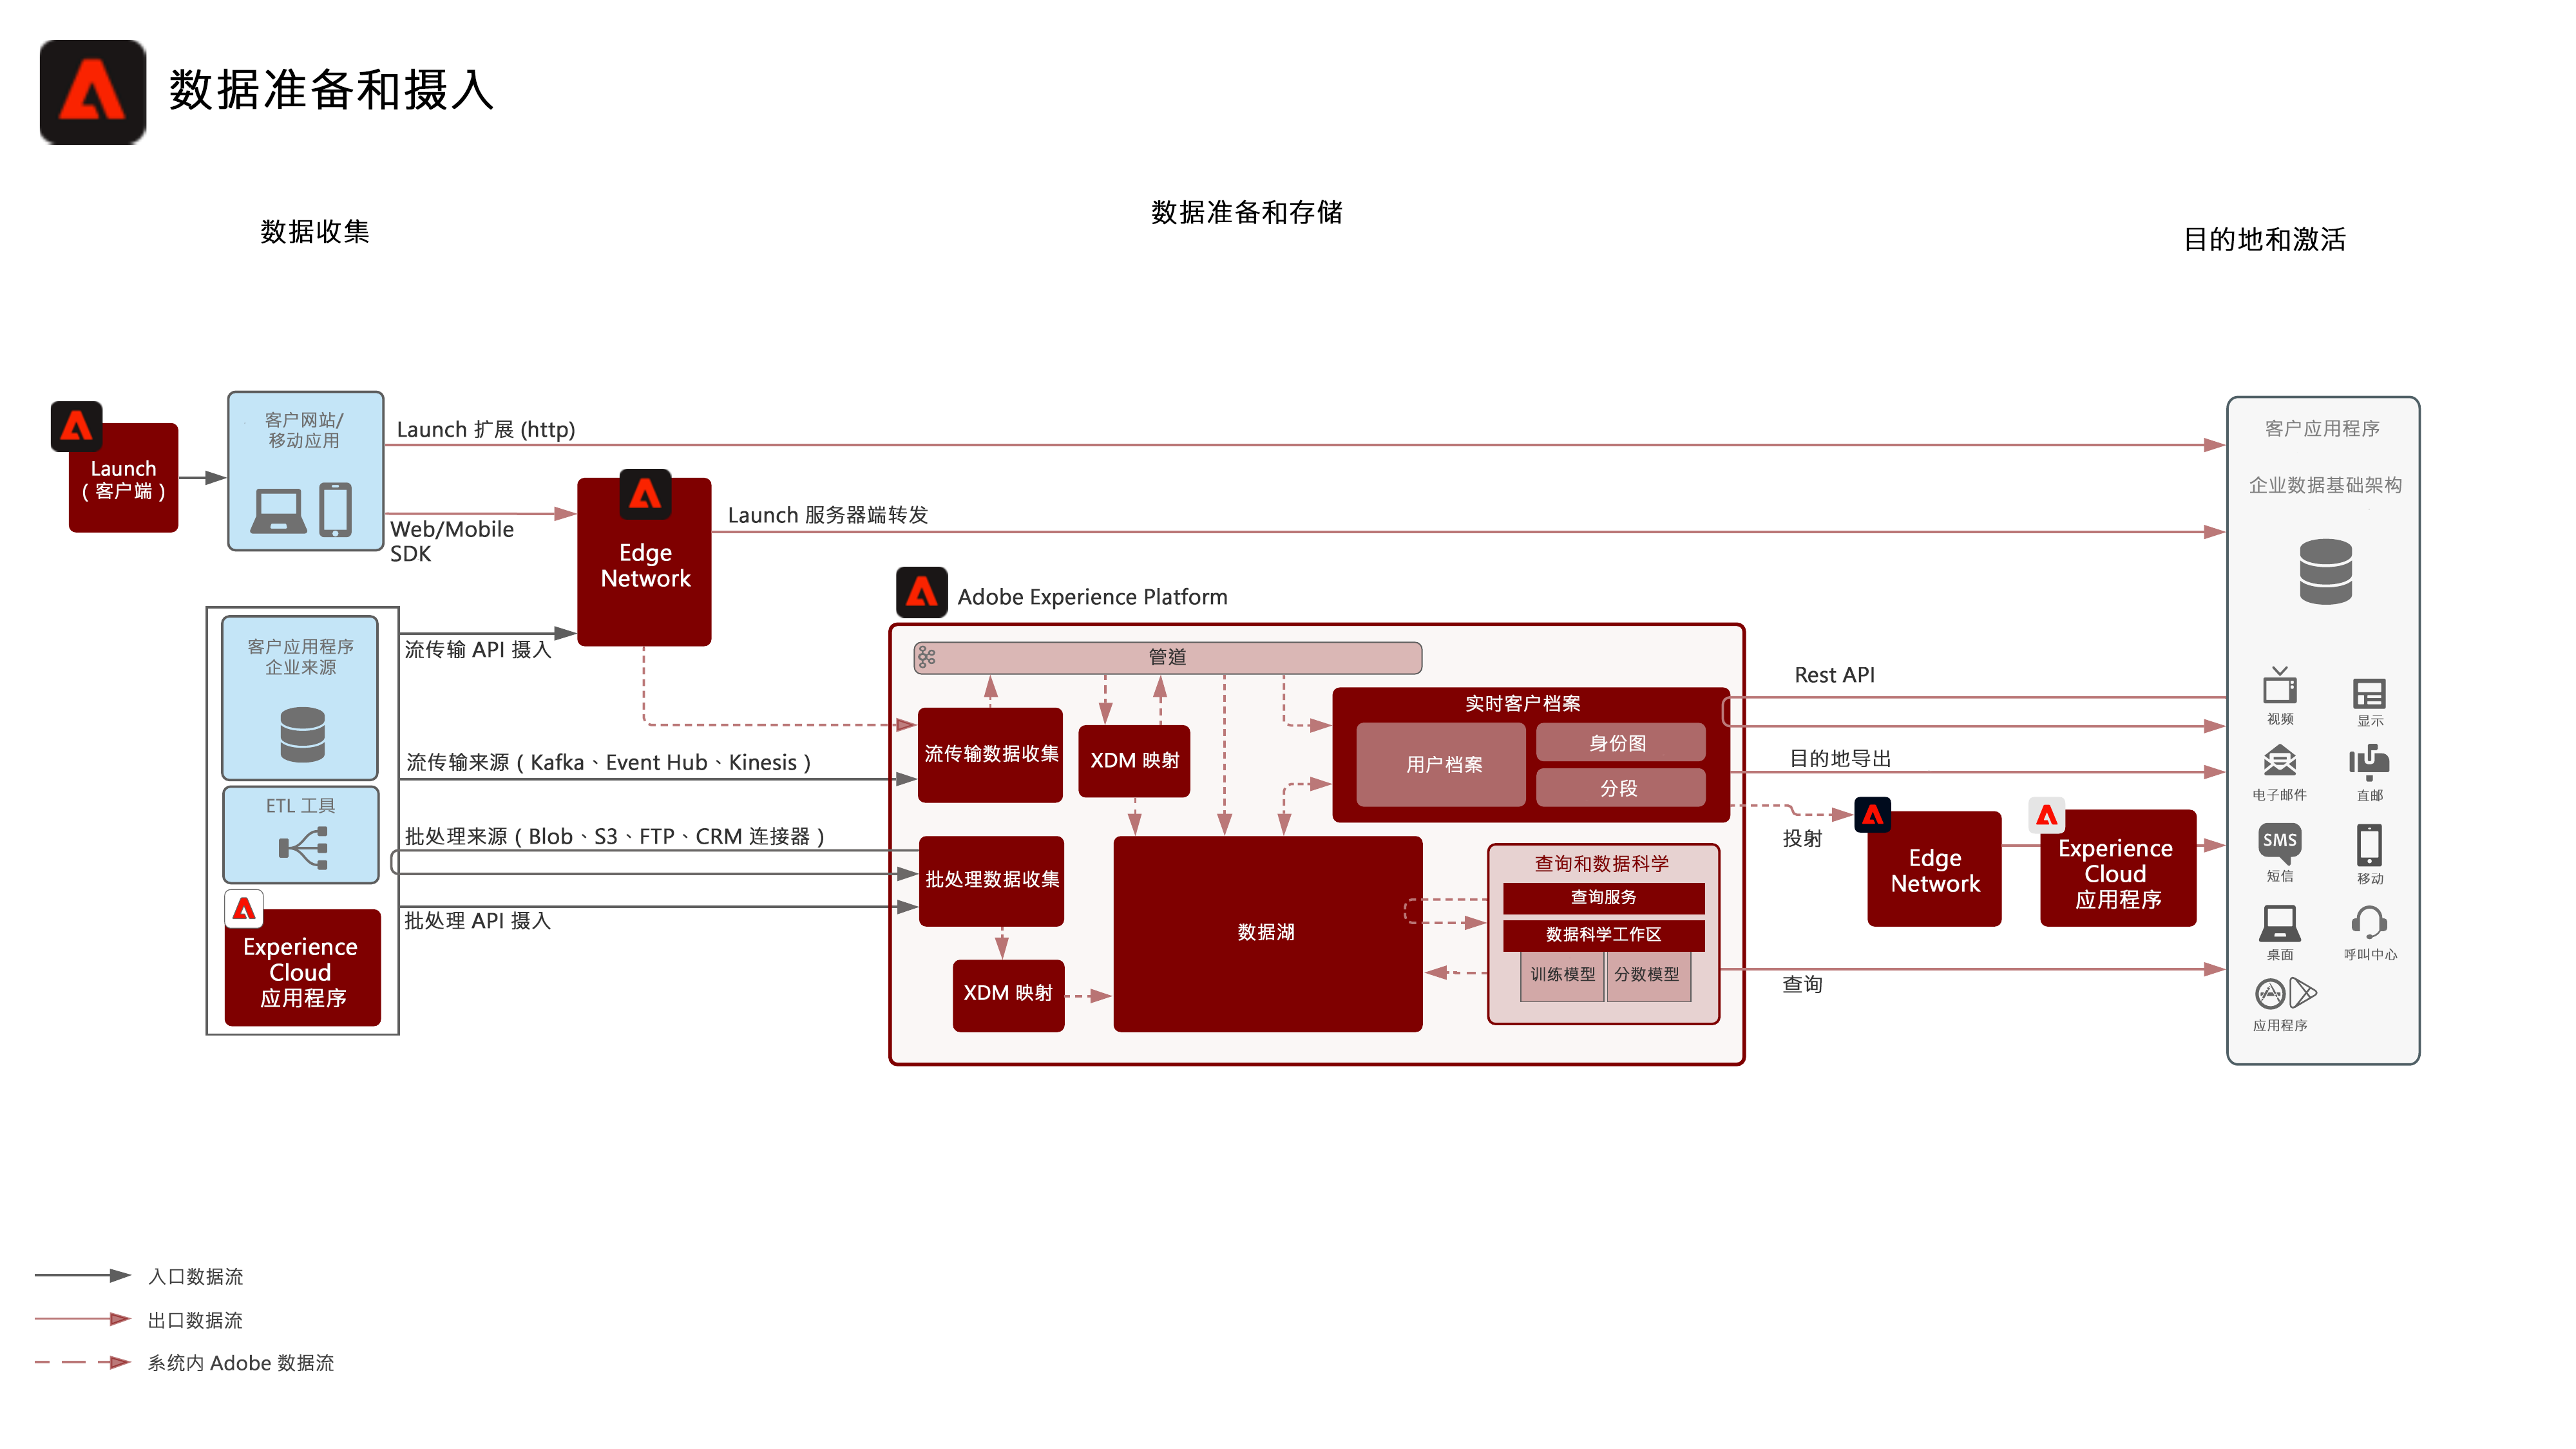 数据准备和摄入
数据收集
数据准备和存储
目的地和激活
Launch
( 客户端 )
客户网站/
移动应用
Launch 扩展 (http)
Web/Mobile
SDK
Edge
Network
Launch 服务器端转发
客户应用程序
企业来源
ETL 工具
Experience
Cloud
应用程序
流传输 API 摄入
流传输来源 ( Kafka、Event Hub、Kinesis )
批处理来源 ( Blob、S3、FTP、CRM 连接器 )
批处理 API 摄入
Adobe Experience Platform
管道
流传输数据收集
XDM 映射
批处理数据收集
XDM 映射
数据湖
实时客户档案
用户档案
身份图
分段
查询和数据科学
查询服务
数据科学工作区
训练模型
分数模型
Rest API
目的地导出
投射
Edge
Network
Experience
Cloud
应用程序
查询
客户应用程序
企业数据基础架构
视频
显示
电子邮件
直邮
SMS
短信
移动
桌面
呼叫中心
应用程序
入口数据流
出口数据流
系统内 Adobe 数据流